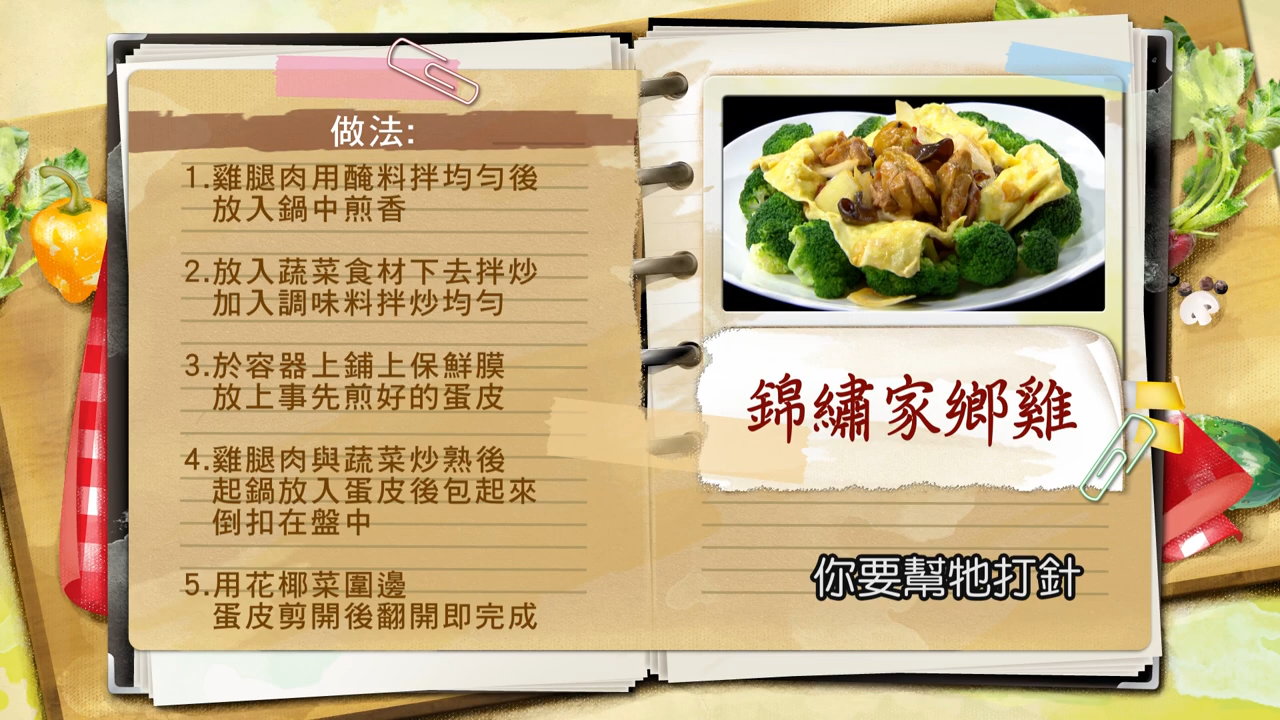 做法:
1.雞腿肉用醃料拌均勻後
放入鍋中煎香
2.放入蔬菜食材下去拌炒
加入調味料拌炒均勻
3.於容器上鋪上保鮮膜
放上事先煎好的蛋皮
4.雞腿肉與蔬菜炒熟後
起鍋放入蛋皮後包起來
倒扣在盤中
5.用花椰菜圍邊
蛋皮剪開後翻開即完成
錦繡家鄉雞
你要幫牠打針